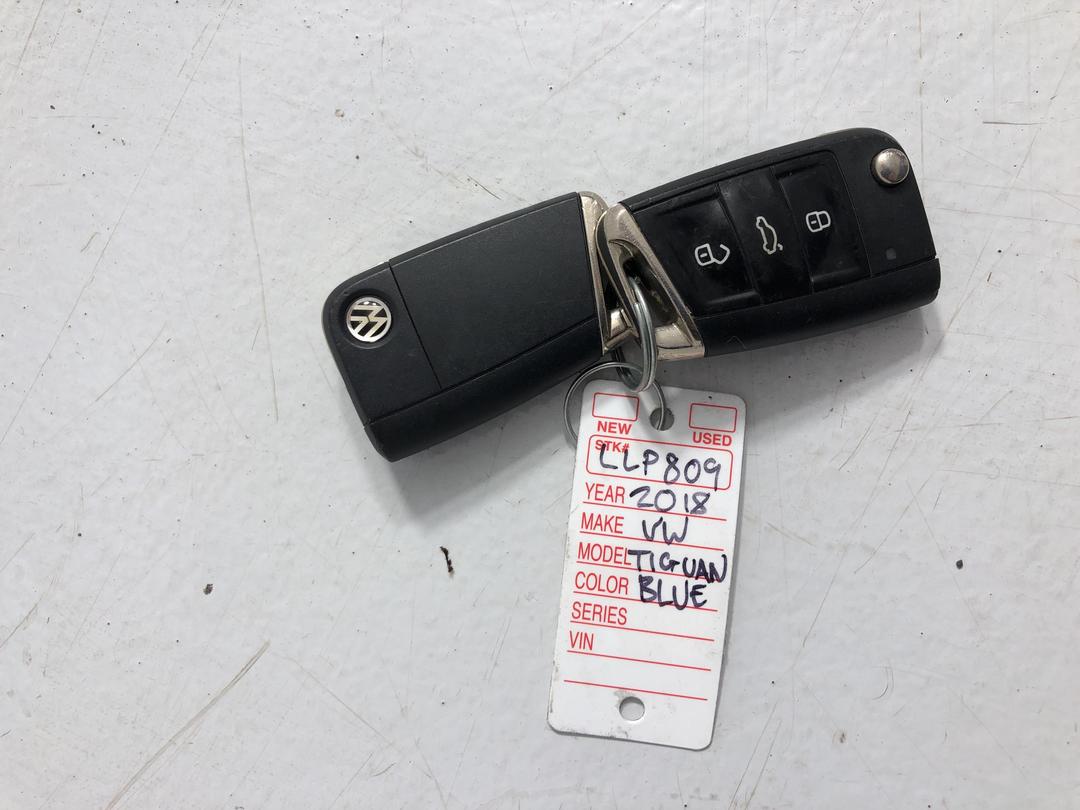 NEW USED
STK# LLP809
YEAR 2018
MAKE VW
MODEL TIGUAN
COLOR BLUE
SERIES
VIN